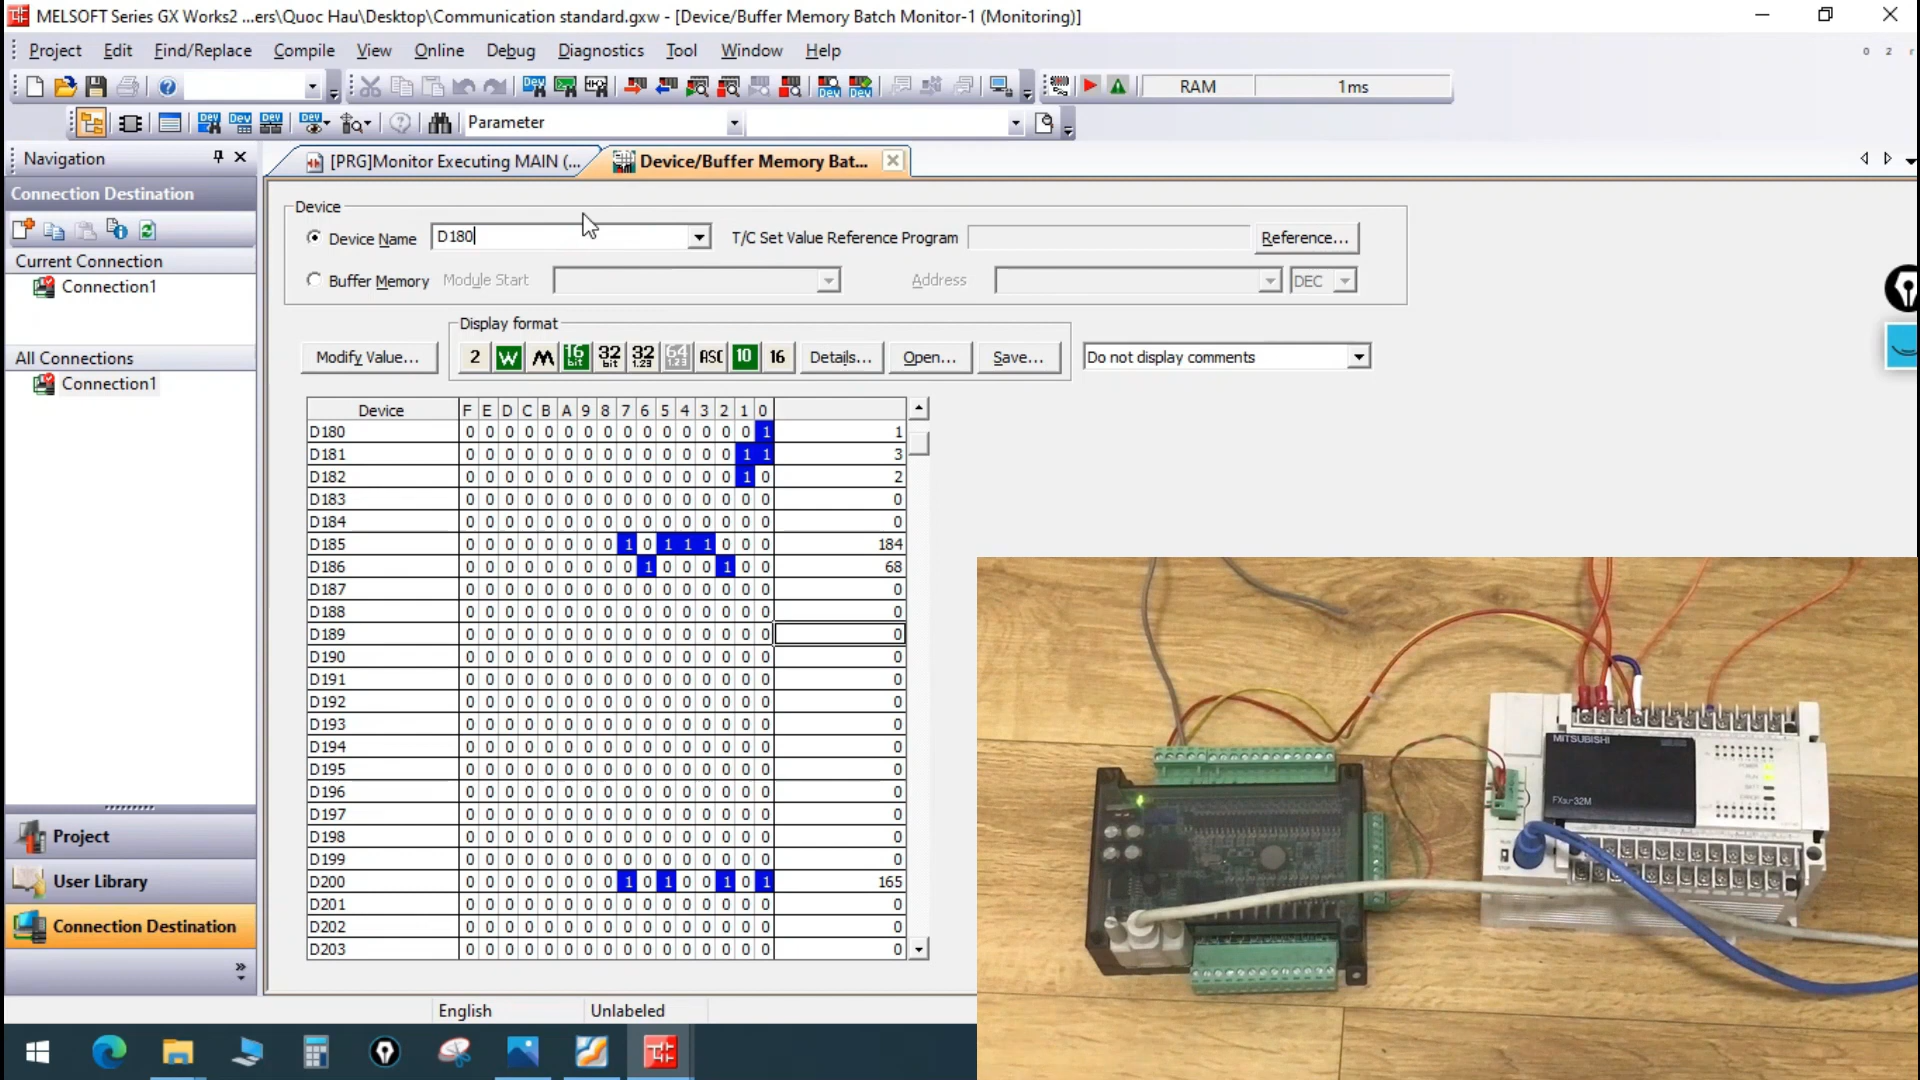 MELSOFT Series GX Works2 ...ers\Quoc Hau\Desktop\Communication standard.gxw - [Device/Buffer Memory Batch Monitor-1 (Monitoring)]
Project Edit Find/Replace Compile View Online Debug Diagnostics Tool Window Help
RAM 1ms
Parameter
Navigation
[PRG]Monitor Executing MAIN (...
Device/Buffer Memory Bat...
Connection Destination
Current Connection
Connection1
All Connections
Connection1
Project
User Library
Connection Destination
Device
Device Name D180 T/C Set Value Reference Program Reference...
Buffer Memory Module Start Address DEC
Display format
Modify Value... 2 W M 16 bit 32 bit 32 1.23 64 1.23 ASC 10 16 Details... Open... Save... Do not display comments
Device F E D C B A 9 8 7 6 5 4 3 2 1 0
D180 0 0 0 0 0 0 0 0 0 0 0 0 0 0 0 1 1
D181 0 0 0 0 0 0 0 0 0 0 0 0 0 0 1 1 3
D182 0 0 0 0 0 0 0 0 0 0 0 0 0 0 1 0 2
D183 0 0 0 0 0 0 0 0 0 0 0 0 0 0 0 0 0
D184 0 0 0 0 0 0 0 0 0 0 0 0 0 0 0 0 0
D185 0 0 0 0 0 0 0 0 1 0 1 1 1 0 0 0 184
D186 0 0 0 0 0 0 0 0 0 1 0 0 0 1 0 0 68
D187 0 0 0 0 0 0 0 0 0 0 0 0 0 0 0 0 0
D188 0 0 0 0 0 0 0 0 0 0 0 0 0 0 0 0 0
D189 0 0 0 0 0 0 0 0 0 0 0 0 0 0 0 0 0
D190 0 0 0 0 0 0 0 0 0 0 0 0 0 0 0 0 0
D191 0 0 0 0 0 0 0 0 0 0 0 0 0 0 0 0 0
D192 0 0 0 0 0 0 0 0 0 0 0 0 0 0 0 0 0
D193 0 0 0 0 0 0 0 0 0 0 0 0 0 0 0 0 0
D194 0 0 0 0 0 0 0 0 0 0 0 0 0 0 0 0 0
D195 0 0 0 0 0 0 0 0 0 0 0 0 0 0 0 0 0
D196 0 0 0 0 0 0 0 0 0 0 0 0 0 0 0 0 0
D197 0 0 0 0 0 0 0 0 0 0 0 0 0 0 0 0 0
D198 0 0 0 0 0 0 0 0 0 0 0 0 0 0 0 0 0
D199 0 0 0 0 0 0 0 0 0 0 0 0 0 0 0 0 0
D200 0 0 0 0 0 0 0 0 1 0 1 0 0 1 0 1 165
D201 0 0 0 0 0 0 0 0 0 0 0 0 0 0 0 0 0
D202 0 0 0 0 0 0 0 0 0 0 0 0 0 0 0 0 0
D203 0 0 0 0 0 0 0 0 0 0 0 0 0 0 0 0 0
English Unlabeled
MITSUBISHI
POWER
RUN
FX3U-32M